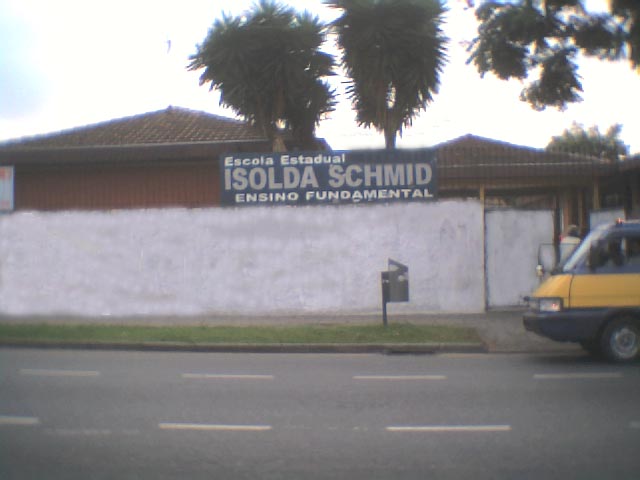 Escola Estadual
ISOLDA SCHMID
ENSINO FUNDAMENTAL